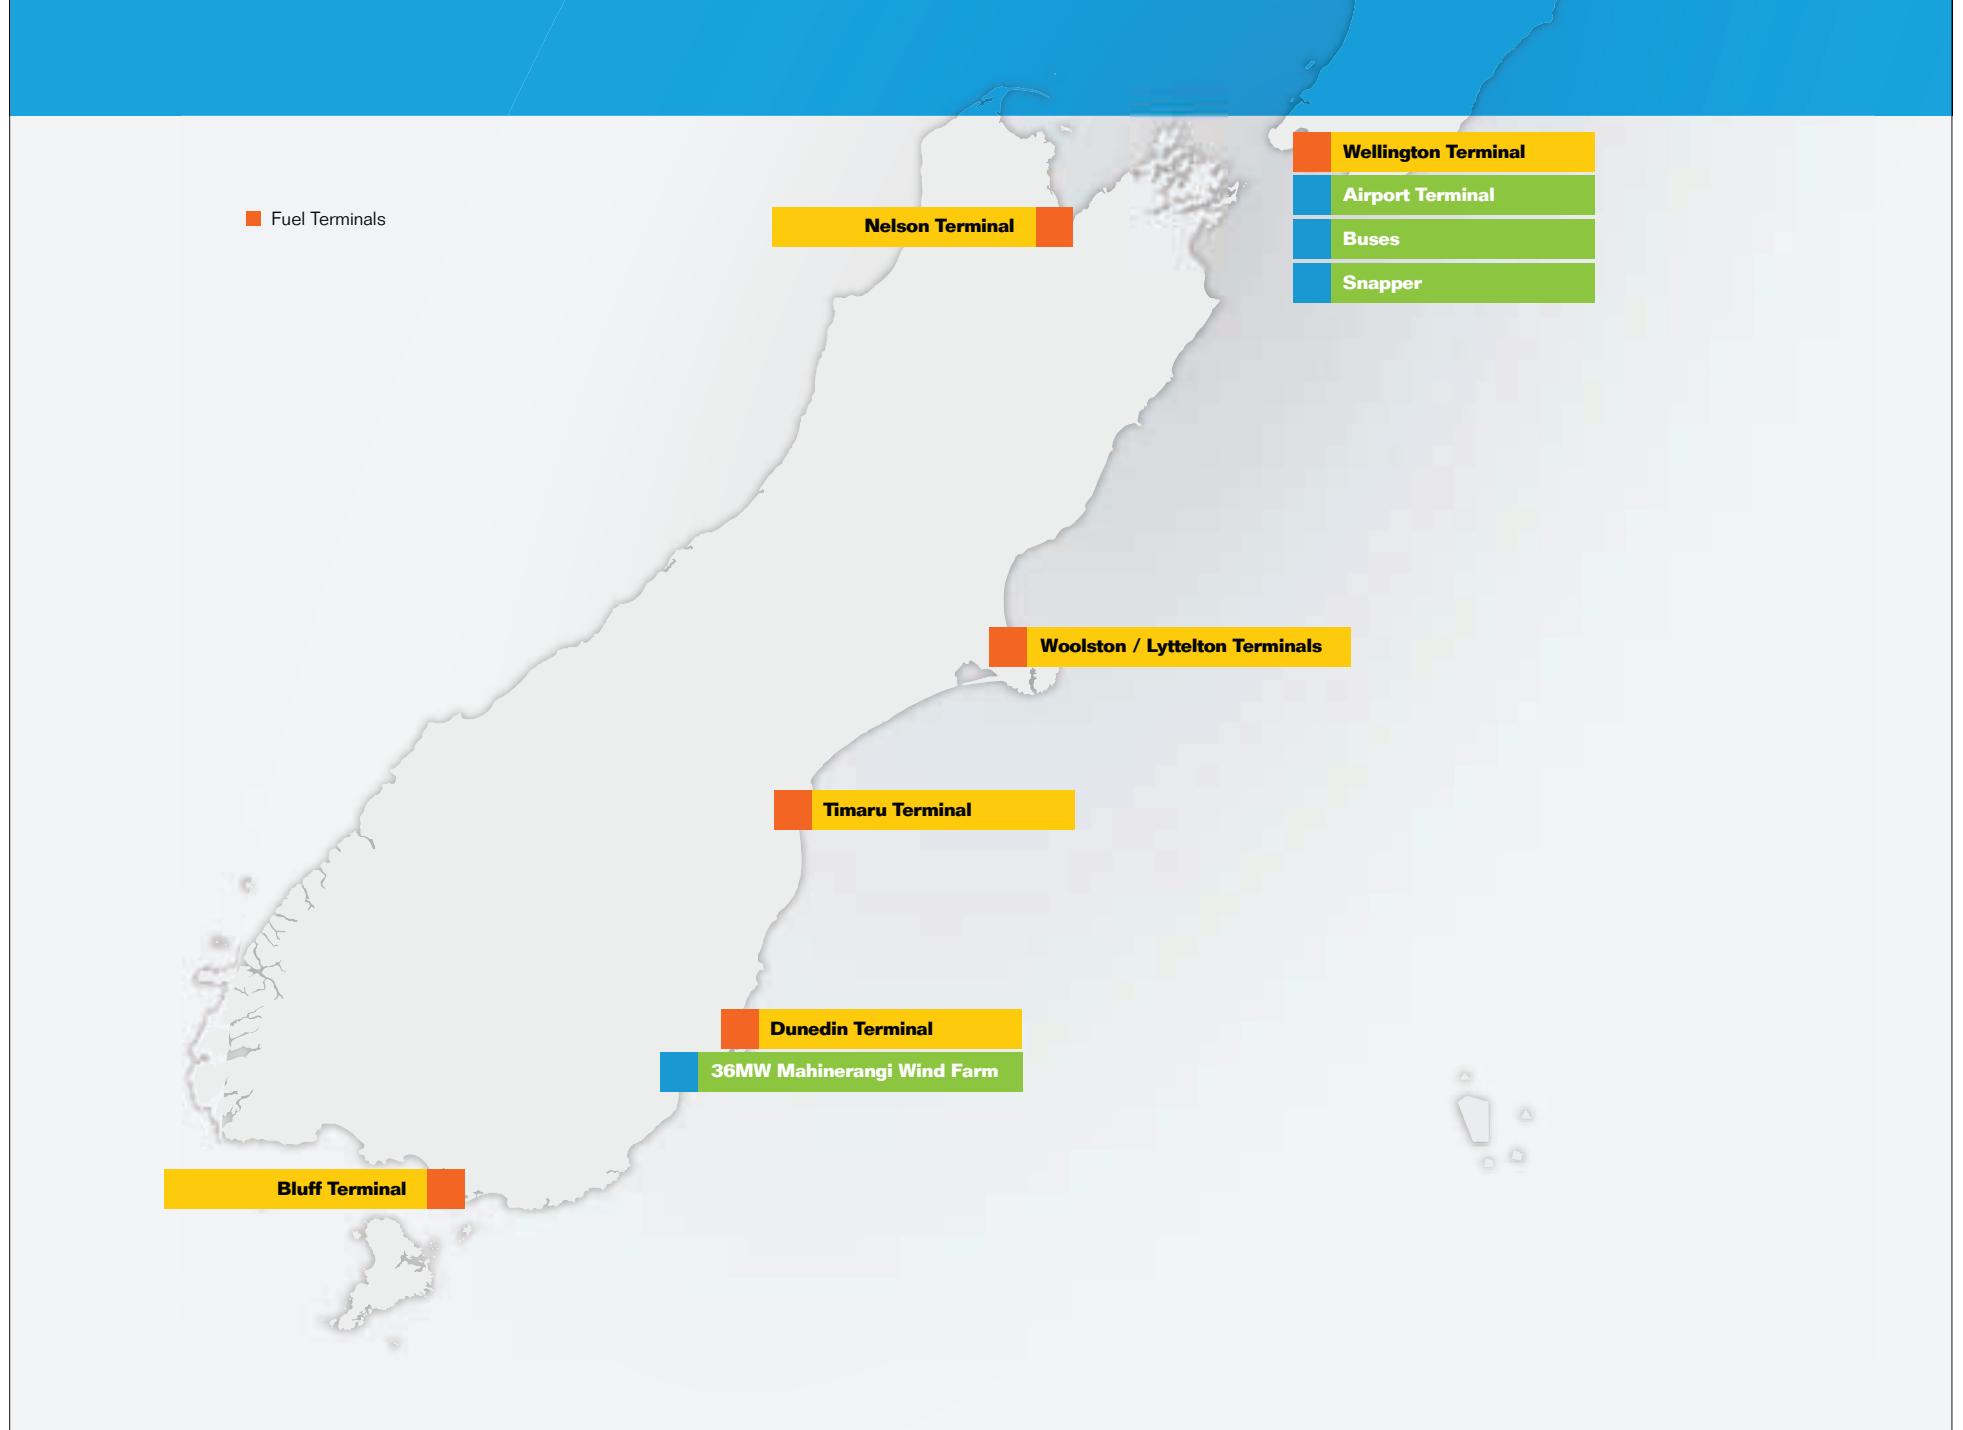 Wellington Terminal
Airport Terminal
Fuel Terminals
Nelson Terminal
Buses
Snapper
Woolston / Lyttelton Terminals
Timaru Terminal
Dunedin Terminal
36MW Mahinerangi Wind Farm
Bluff Terminal